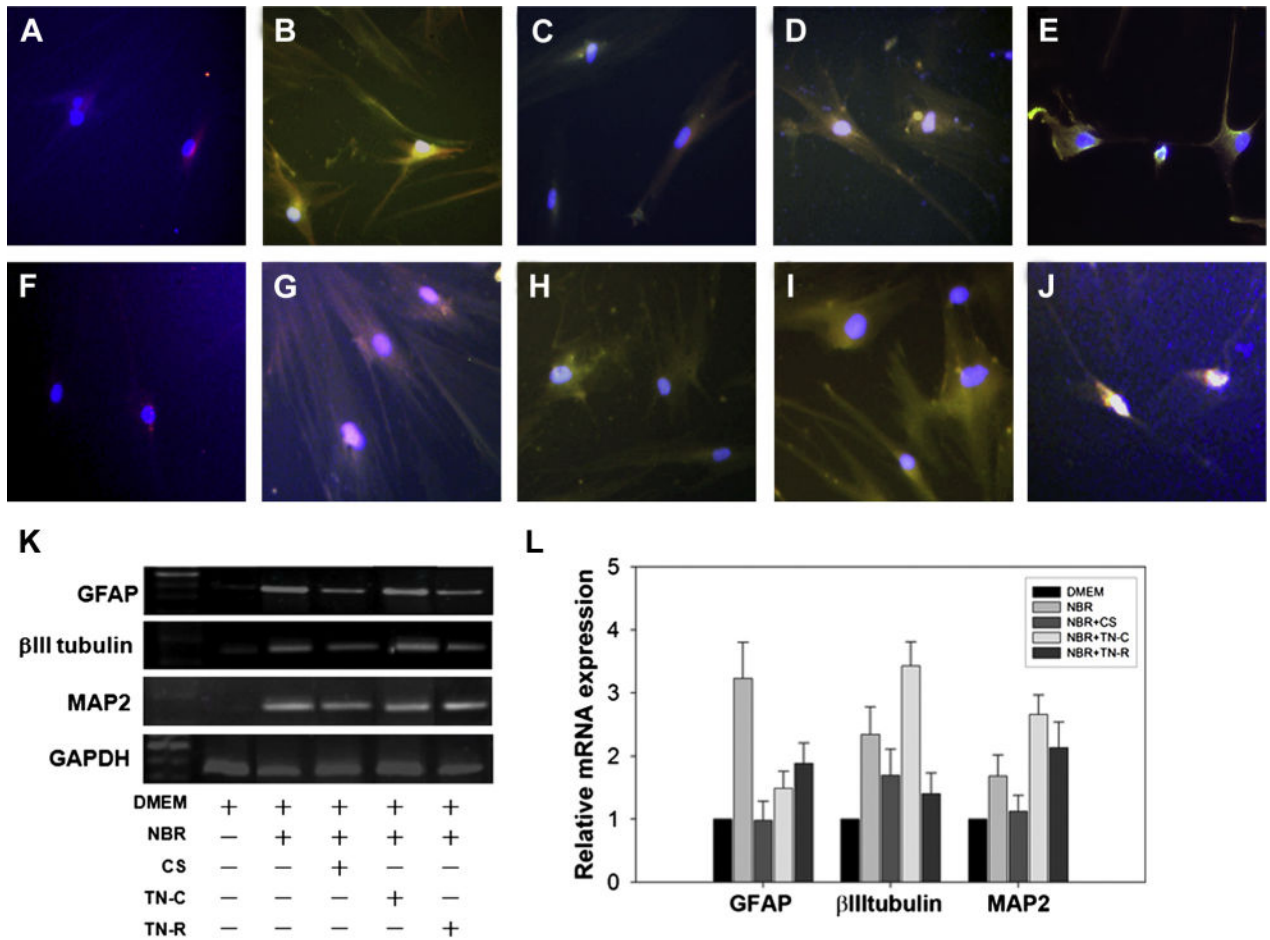 A B C D E
F G H I J
K
GFAP
βIII tubulin
MAP2
GAPDH
DMEM + + + + +
NBR − + + + +
CS − − + − −
TN-C − − − + −
TN-R − − − − +
L
Relative mRNA expression
5
4
3
2
1
0
DMEM
NBR
NBR+CS
NBR+TN-C
NBR+TN-R
GFAP βIIItubulin MAP2